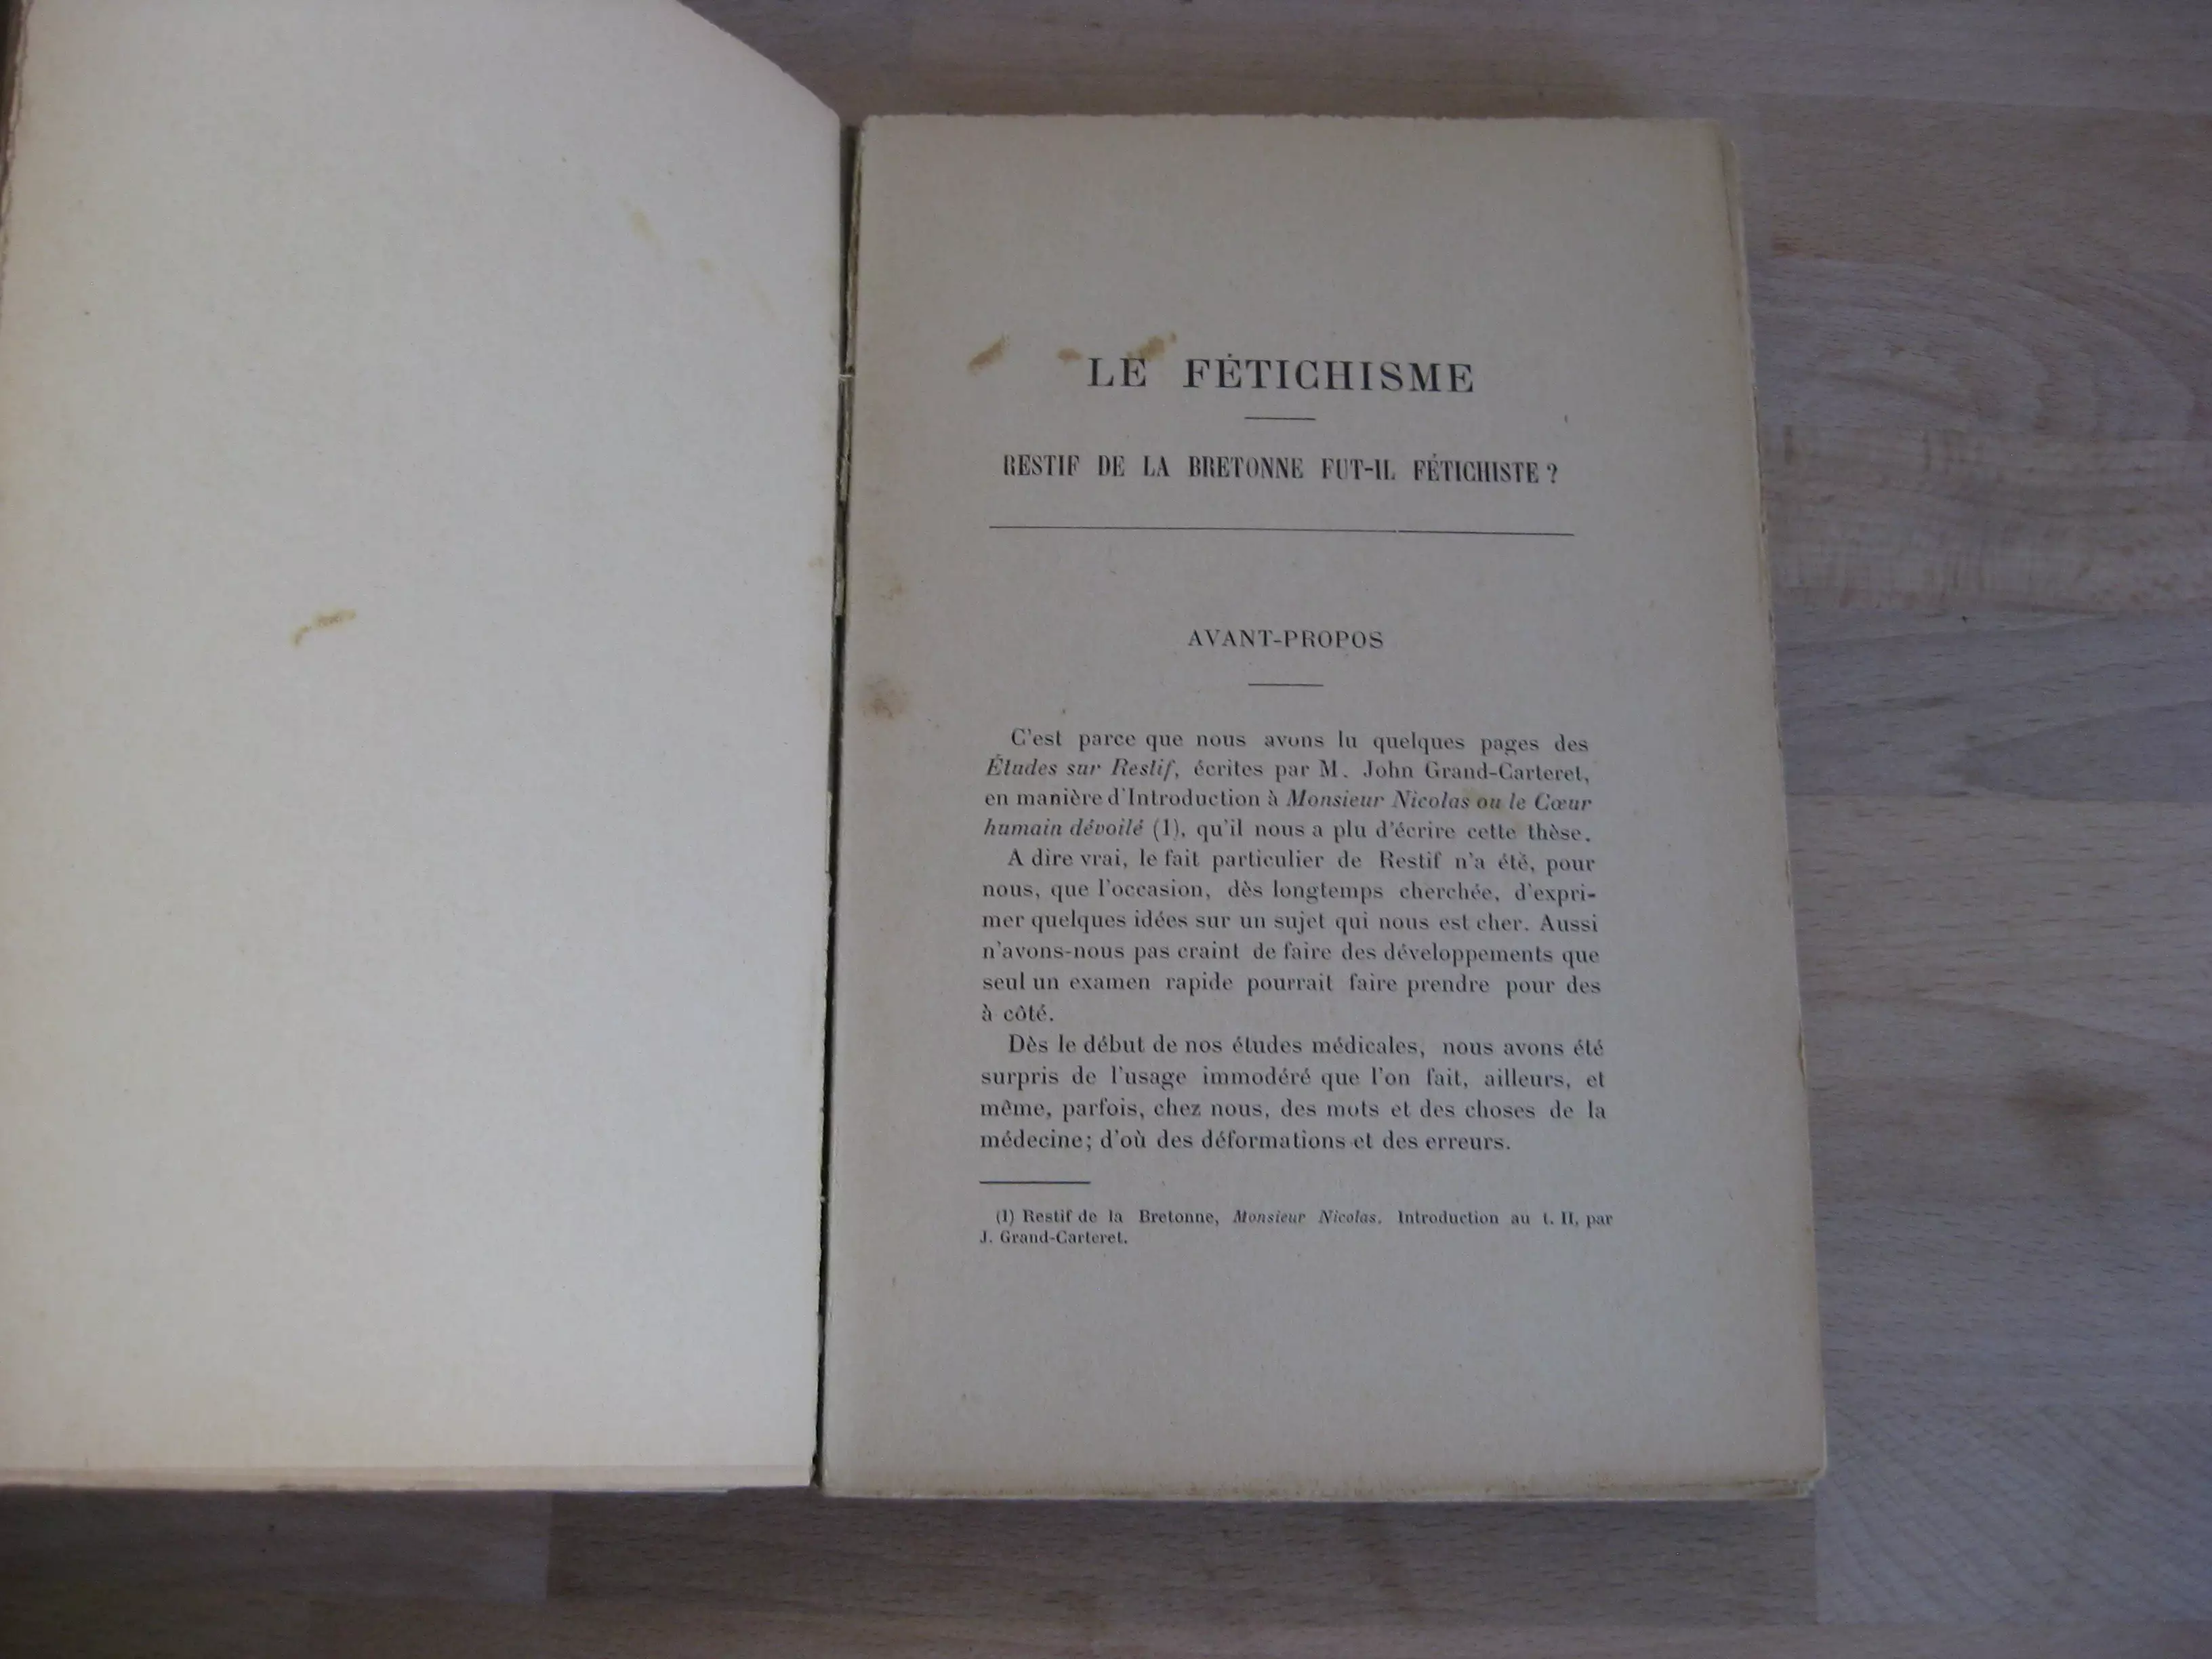 LE FÉTICHISME
RESTIF DE LA BRETONNE FUT-IL FÉTICHISTE ?
AVANT-PROPOS
C'est parce que nous avons lu quelques pages des
Études sur Restif, écrites par M. John Grand-Carteret,
en manière d'Introduction à Monsieur Nicolas ou le Cœur
humain dévoilé (1), qu'il nous a plu d'écrire cette thèse.
A dire vrai, le fait particulier de Restif n'a été, pour
nous, que l'occasion, dès longtemps cherchée, d'expri-
mer quelques idées sur un sujet qui nous est cher. Aussi
n'avons-nous pas craint de faire des développements que
seul un examen rapide pourrait faire prendre pour des
à côté.
Dès le début de nos études médicales, nous avons été
surpris de l'usage immodéré que l'on fait, ailleurs, et
même, parfois, chez nous, des mots et des choses de la
médecine; d'où des déformations et des erreurs.
(1) Restif de la Bretonne, Monsieur Nicolas. Introduction au t. II, par
J. Grand-Carteret.